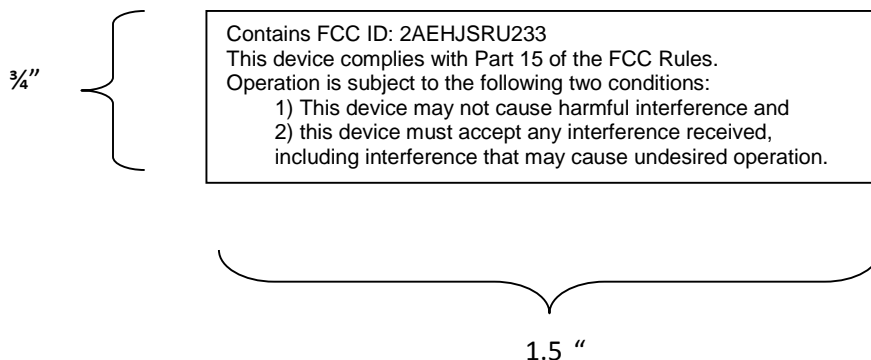 Contains FCC ID: 2AEHJSRU233
This device complies with Part 15 of the FCC Rules.
¾”
Operation is subject to the following two conditions:
1) This device may not cause harmful interference and
2) this device must accept any interference received,
including interference that may cause undesired operation.
1.5 “